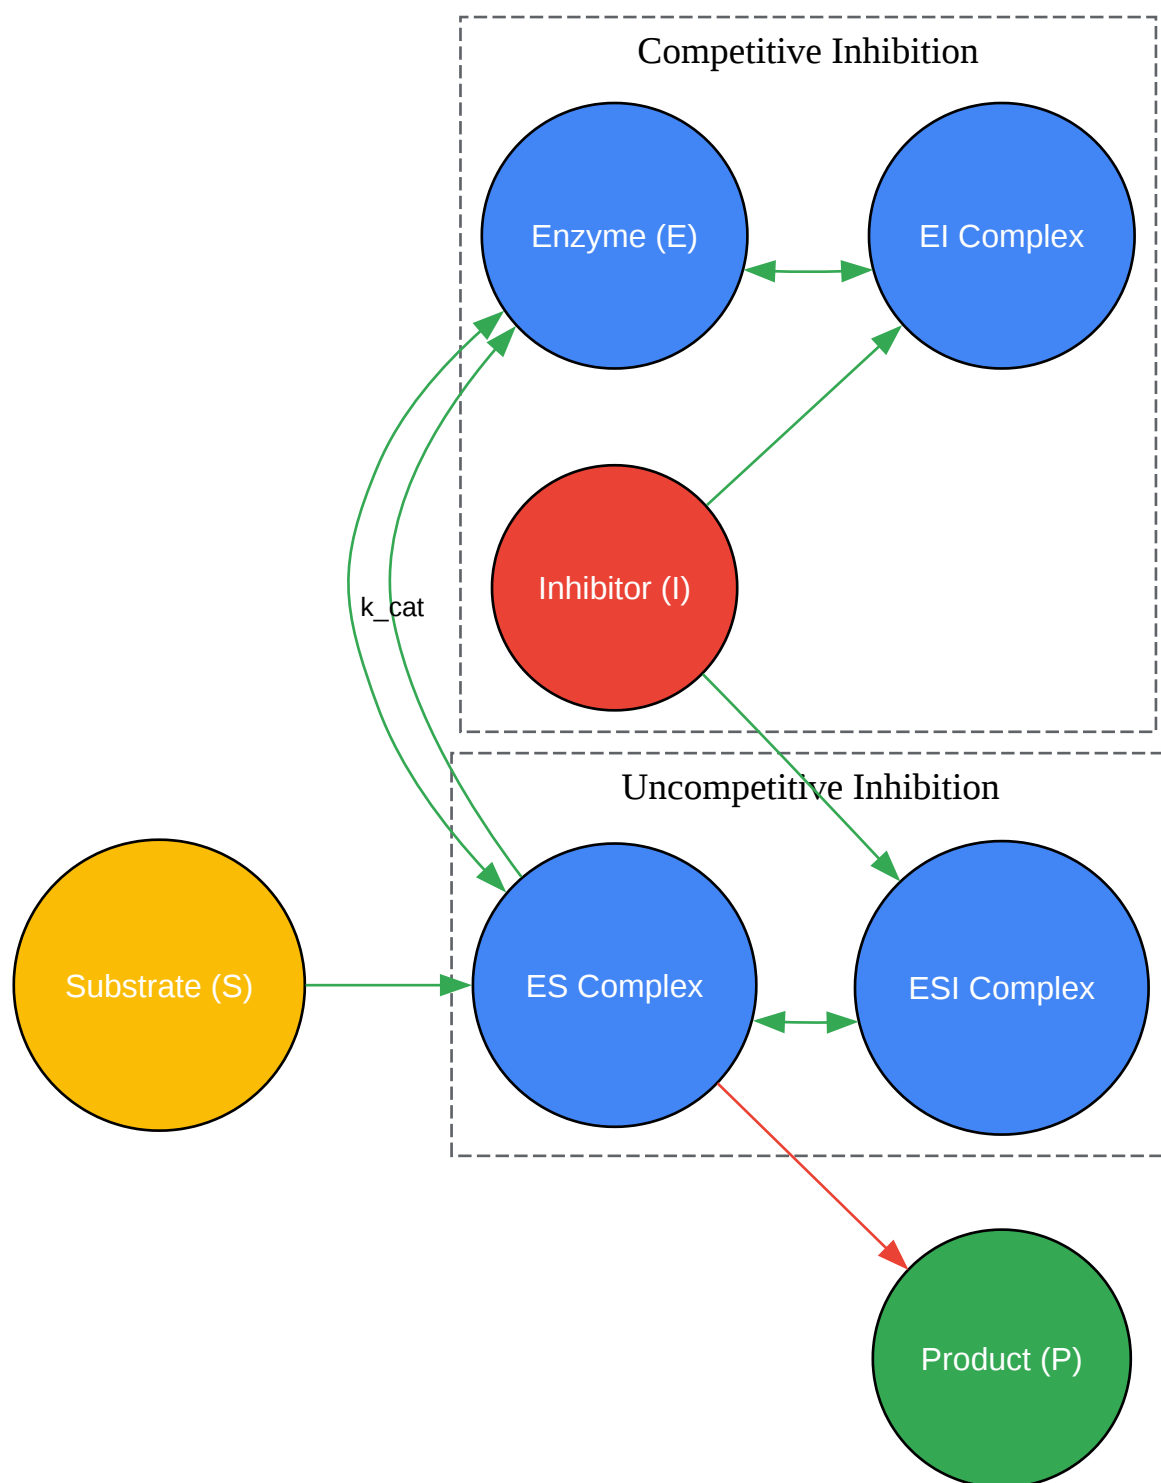 Competitive Inhibition
Enzyme (E)
EI Complex
Inhibitor (I)
k_cat
Uncompetitive Inhibition
Substrate (S)
ES Complex
ESI Complex
Product (P)